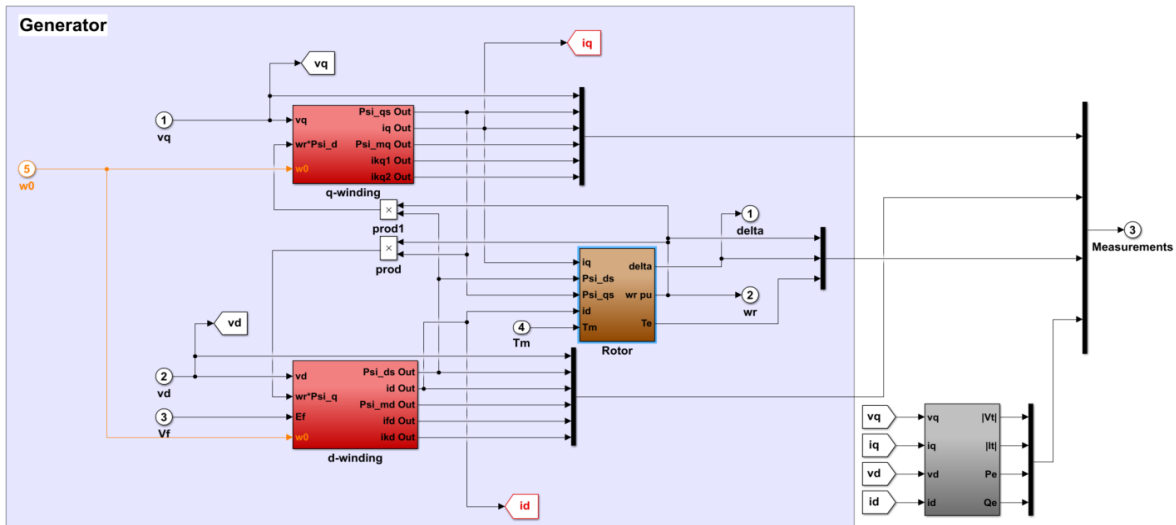 Generator
vq
iq
1
vq
5
w0
vq
wr*Psi_d
w0
Psi_qs Out
iq Out
Psi_mq Out
ikq1 Out
ikq2 Out
q-winding
×
prod1
×
prod
1
delta
3
Measurements
iq
Psi_ds
Psi_qs
id
Tm
delta
wr pu
Te
Rotor
2
wr
4
Tm
vd
2
vd
3
Vf
vd
wr*Psi_q
Ef
w0
Psi_ds Out
id Out
Psi_md Out
ifd Out
ikd Out
d-winding
id
vq
iq
vd
id
vq
iq
vd
id
|Vt|
|It|
Pe
Qe